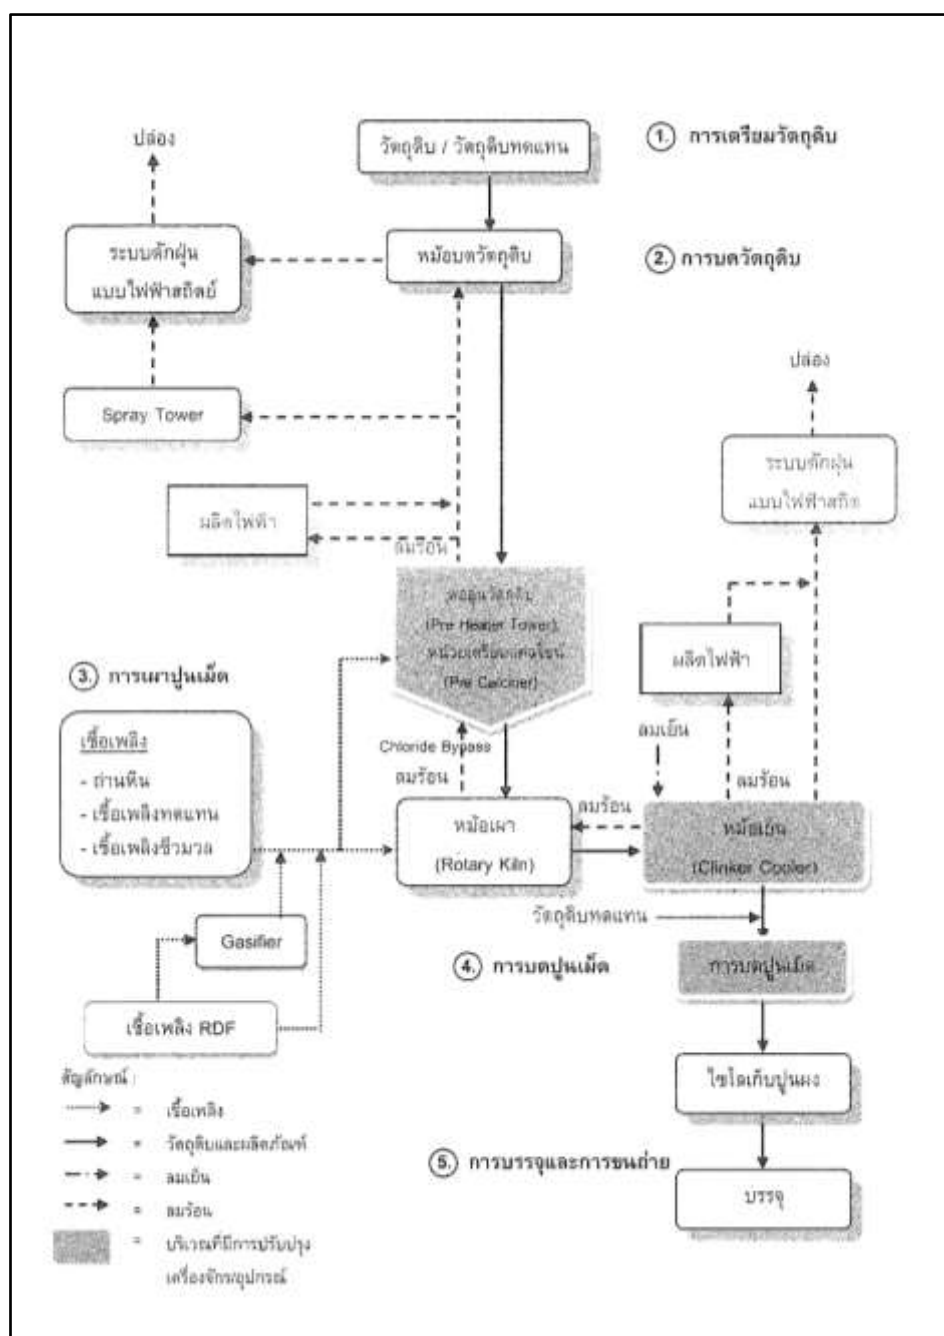 วัตถุดิบ / วัตถุดิบทดแทน
1. การเตรียมวัตถุดิบ
ปล่อง
ระบบดักฝุ่น
แบบไฟฟ้าสถิตย์
หม้อบดวัตถุดิบ
2. การบดวัตถุดิบ
Spray Tower
ปล่อง
ระบบดักฝุ่น
แบบไฟฟ้าสถิต
ผลิตไฟฟ้า
ลมร้อน
หออุ่นวัตถุดิบ
(Pre Heater Tower)
หน่วยเตรียมแคลไซน์
(Pre Calciner)
ผลิตไฟฟ้า
3. การเผาปูนเม็ด
เชื้อเพลิง
- ถ่านหิน
- เชื้อเพลิงทดแทน
- เชื้อเพลิงชีวมวล
Chloride Bypass
ลมร้อน
ลมเย็น
ลมร้อน
ลมร้อน
หม้อเผา
(Rotary Kiln)
หม้อเย็น
(Clinker Cooler)
วัตถุดิบทดแทน
Gasifier
4. การบดปูนเม็ด
การบดปูนเม็ด
เชื้อเพลิง RDF
ไซโลเก็บปูนผง
5. การบรรจุและการขนถ่าย
บรรจุ
สัญลักษณ์ :
= เชื้อเพลิง
= วัตถุดิบและผลิตภัณฑ์
= ลมเย็น
= ลมร้อน
= บริเวณที่มีการปรับปรุง
เครื่องจักร/อุปกรณ์